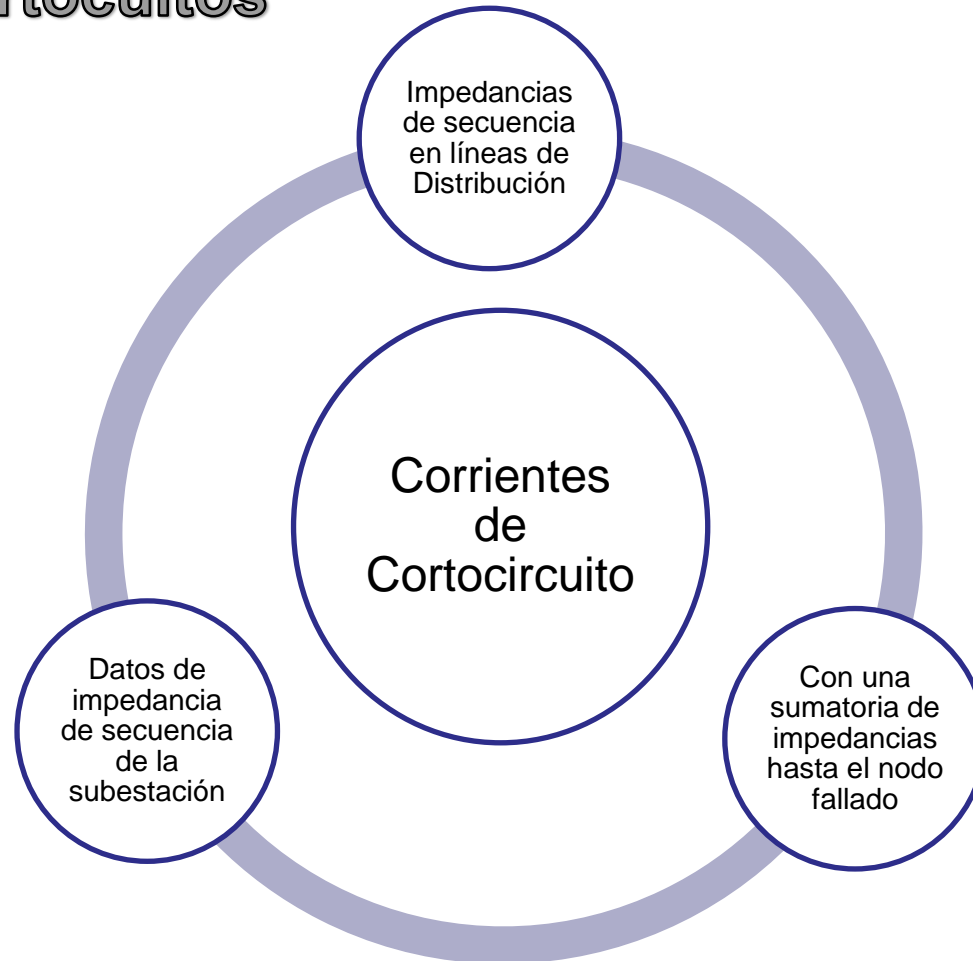 rtocuitos
Impedancias
de secuencia
en líneas de
Distribución
Corrientes
de
Cortocircuito
Datos de
impedancia
de secuencia
de la
subestación
Con una
sumatoria de
impedancias
hasta el nodo
fallado